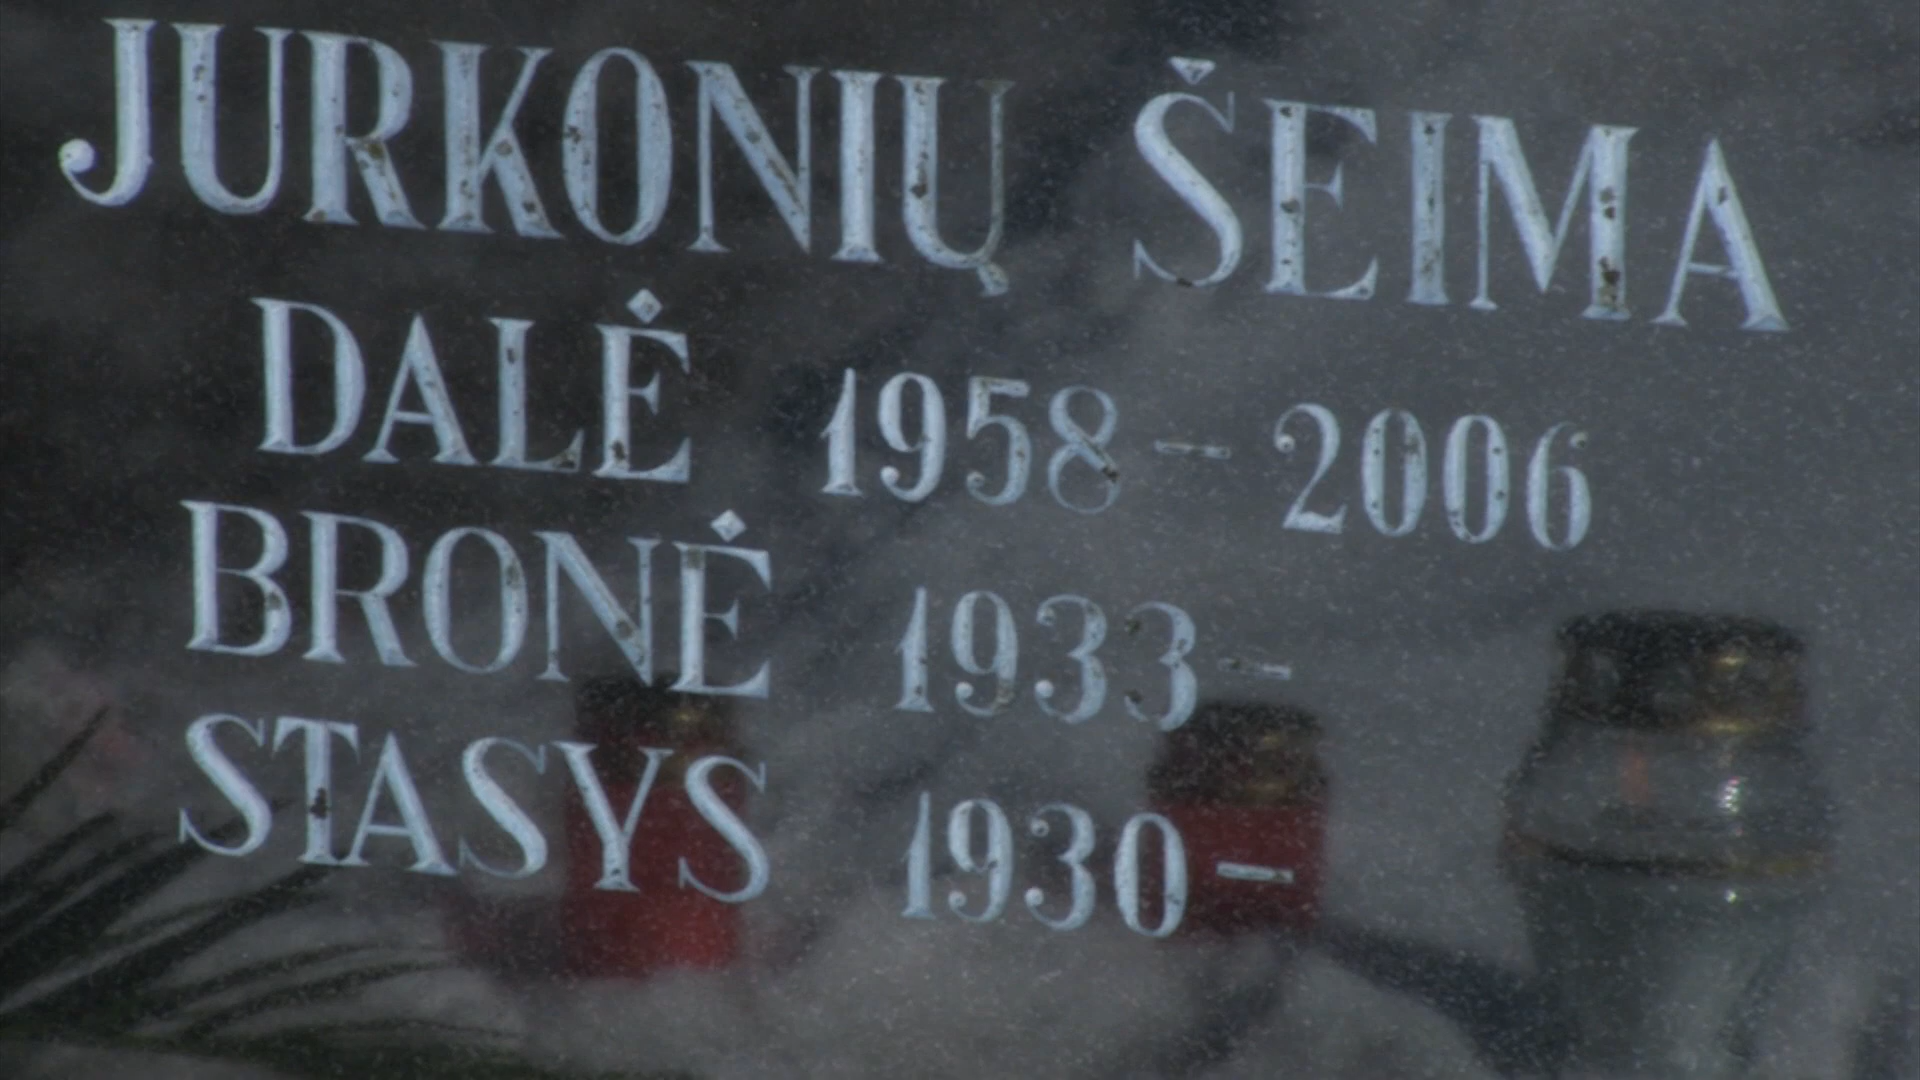 JURKONIŲ ŠEIMA
DALĖ 1958-2006
BRONĖ 1933-
STASYS 1930-